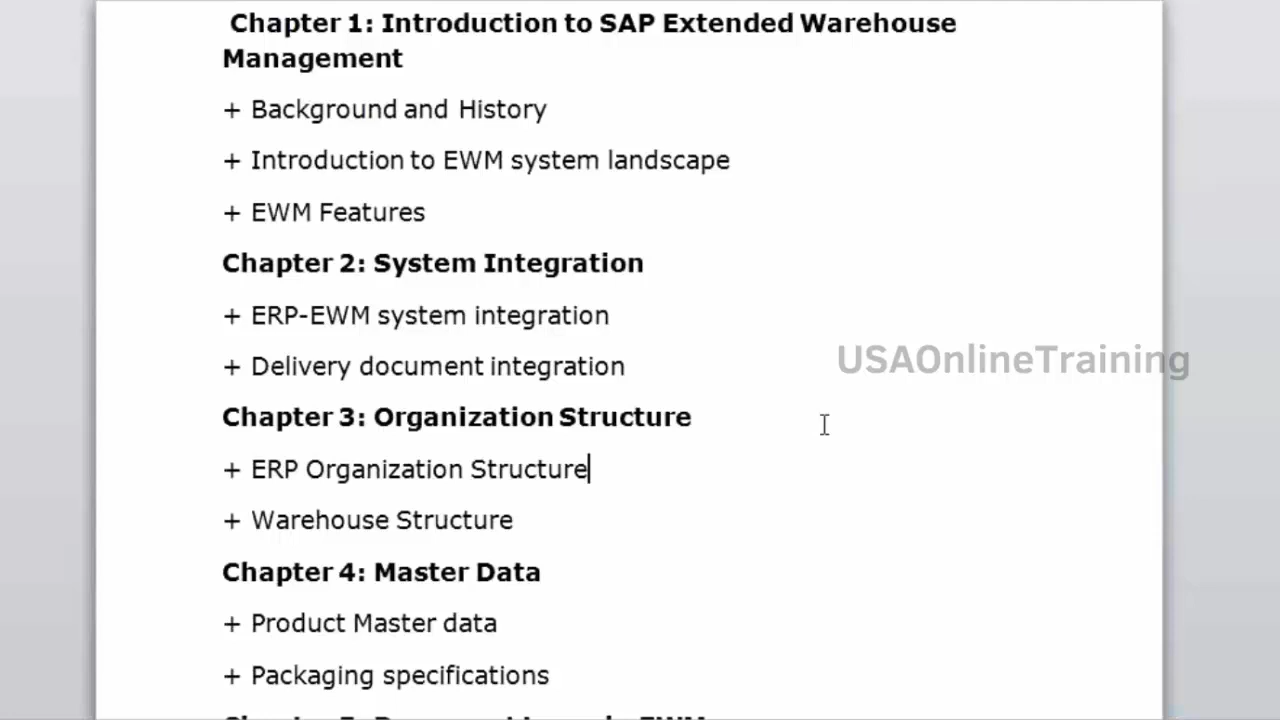 Chapter 1: Introduction to SAP Extended Warehouse
Management
+ Background and History
+ Introduction to EWM system landscape
+ EWM Features
Chapter 2: System Integration
+ ERP-EWM system integration
+ Delivery document integration
USAOnlineTraining
Chapter 3: Organization Structure
+ ERP Organization Structure
+ Warehouse Structure
Chapter 4: Master Data
+ Product Master data
+ Packaging specifications